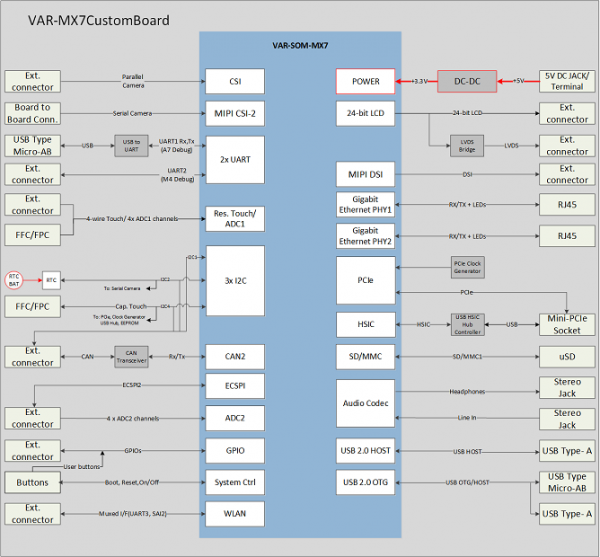 VAR-MX7CustomBoard
VAR-SOM-MX7
Ext.
connector
Parallel
Camera
CSI
Board to
Board Conn.
Serial Camera
MIPI CSI-2
USB Type
Micro-AB
USB
USB to
UART
UART1 Rx,Tx
(A7 Debug)
2x UART
Ext.
connector
UART2
(M4 Debug)
Ext.
connector
4-wire Touch/ 4x ADC1 channels
Res. Touch/
ADC1
FFC/FPC
I2C1
RTC
BAT
RTC
I2C2
To: Serial Camera
3x I2C
FFC/FPC
Cap. Touch
I2C4
To: PCIe, Clock Generator
USB Hub, EEPROM
Ext.
connector
CAN
CAN
Transceiver
Rx/Tx
CAN2
ECSPI2
ECSPI
Ext.
connector
4 x ADC2 channels
ADC2
Ext.
connector
GPIOs
GPIO
User buttons
Buttons
Boot, Reset,On/Off
System Ctrl
Ext.
connector
Muxed I/F(UART3, SAI2)
WLAN
POWER
+3.3V
DC-DC
+5V
5V DC JACK/
Terminal
24-bit LCD
24-bit LCD
Ext.
connector
LVDS
Bridge
LVDS
Ext.
connector
MIPI DSI
DSI
Ext.
connector
Gigabit
Ethernet PHY1
RX/TX + LEDs
RJ45
Gigabit
Ethernet PHY2
RX/TX + LEDs
RJ45
PCIe
PCIe Clock
Generator
PCIe
HSIC
HSIC
USB HSIC
Hub
Controller
USB
Mini-PCIe
Socket
SD/MMC
SD/MMC1
uSD
Audio Codec
Headphones
Stereo
Jack
Line In
Stereo
Jack
USB 2.0 HOST
USB HOST
USB Type- A
USB 2.0 OTG
USB OTG/HOST
USB Type
Micro-AB
USB Type- A